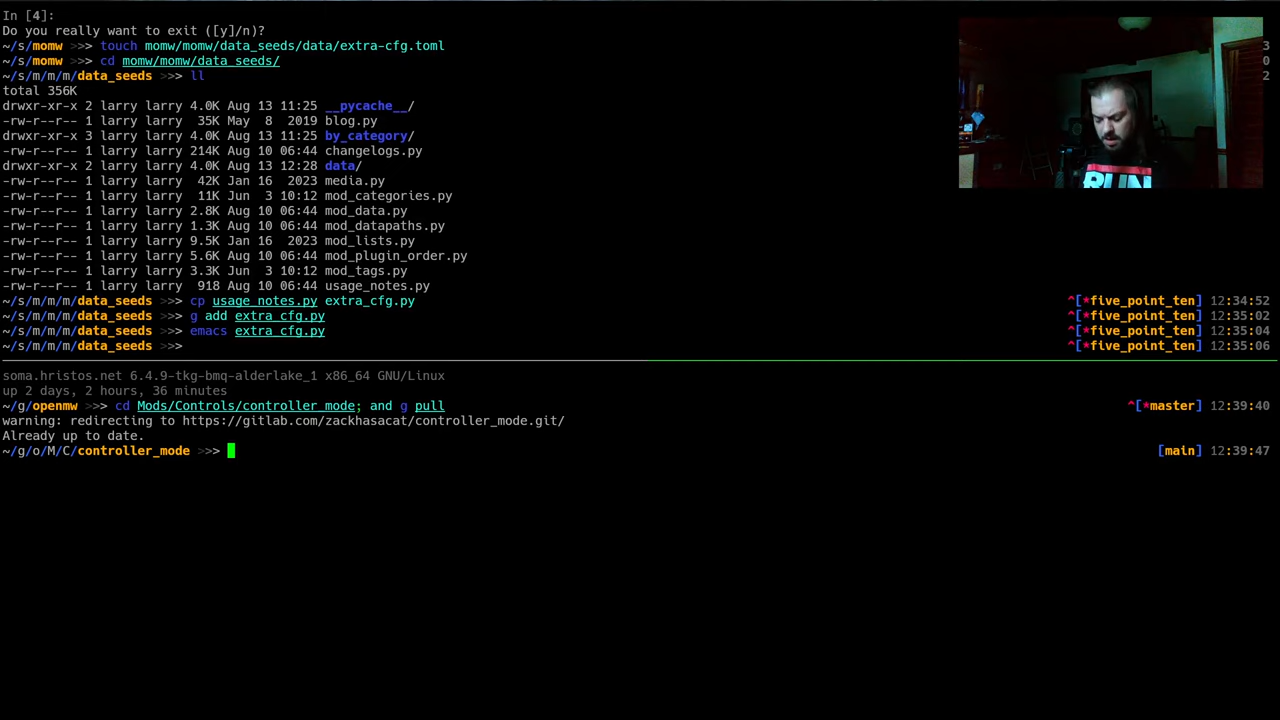 In [4]:
Do you really want to exit ([y]/n)?
~/s/momw >>> touch momw/momw/data_seeds/data/extra-cfg.toml
~/s/momw >>> cd momw/momw/data_seeds/
~/s/m/m/m/data_seeds >>> ll
total 356K
drwxr-xr-x 2 larry larry 4.0K Aug 13 11:25 __pycache__/
-rw-r--r-- 1 larry larry  35K May  8  2019 blog.py
drwxr-xr-x 3 larry larry 4.0K Aug 13 11:25 by_category/
-rw-r--r-- 1 larry larry 214K Aug 10 06:44 changelogs.py
drwxr-xr-x 2 larry larry 4.0K Aug 13 12:28 data/
-rw-r--r-- 1 larry larry  42K Jan 16  2023 media.py
-rw-r--r-- 1 larry larry  11K Jun  3 10:12 mod_categories.py
-rw-r--r-- 1 larry larry 2.8K Aug 10 06:44 mod_data.py
-rw-r--r-- 1 larry larry 1.3K Aug 10 06:44 mod_datapaths.py
-rw-r--r-- 1 larry larry 9.5K Jan 16  2023 mod_lists.py
-rw-r--r-- 1 larry larry 5.6K Aug 10 06:44 mod_plugin_order.py
-rw-r--r-- 1 larry larry 3.3K Jun  3 10:12 mod_tags.py
-rw-r--r-- 1 larry larry  918 Aug 10 06:44 usage_notes.py
~/s/m/m/m/data_seeds >>> cp usage_notes.py extra_cfg.py ^[*five_point_ten] 12:34:52
~/s/m/m/m/data_seeds >>> g add extra_cfg.py ^[*five_point_ten] 12:35:02
~/s/m/m/m/data_seeds >>> emacs extra_cfg.py ^[*five_point_ten] 12:35:04
~/s/m/m/m/data_seeds >>> ^[*five_point_ten] 12:35:06
soma.hristos.net 6.4.9-tkg-bmq-alderlake_1 x86_64 GNU/Linux
up 2 days, 2 hours, 36 minutes
~/g/openmw >>> cd Mods/Controls/controller_mode; and g pull ^[*master] 12:39:40
warning: redirecting to https://gitlab.com/zackhasacat/controller_mode.git/
Already up to date.
~/g/o/M/C/controller_mode >>> [main] 12:39:47
3
0
2
RUN